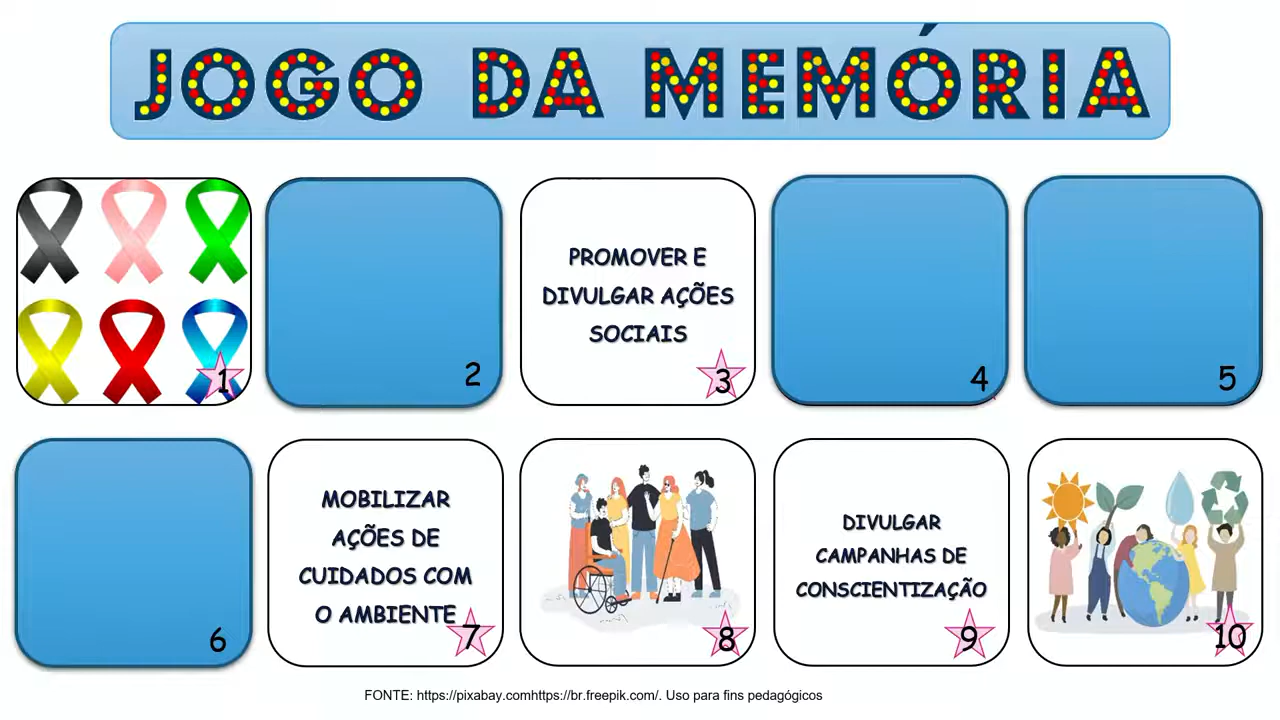 JOGO DA MEMÓRIA
1
2
PROMOVER E
DIVULGAR AÇÕES
SOCIAIS
3
4
5
6
MOBILIZAR
AÇÕES DE
CUIDADOS COM
O AMBIENTE
7
8
DIVULGAR
CAMPANHAS DE
CONSCIENTIZAÇÃO
9
10
FONTE: https://pixabay.comhttps://br.freepik.com/. Uso para fins pedagógicos